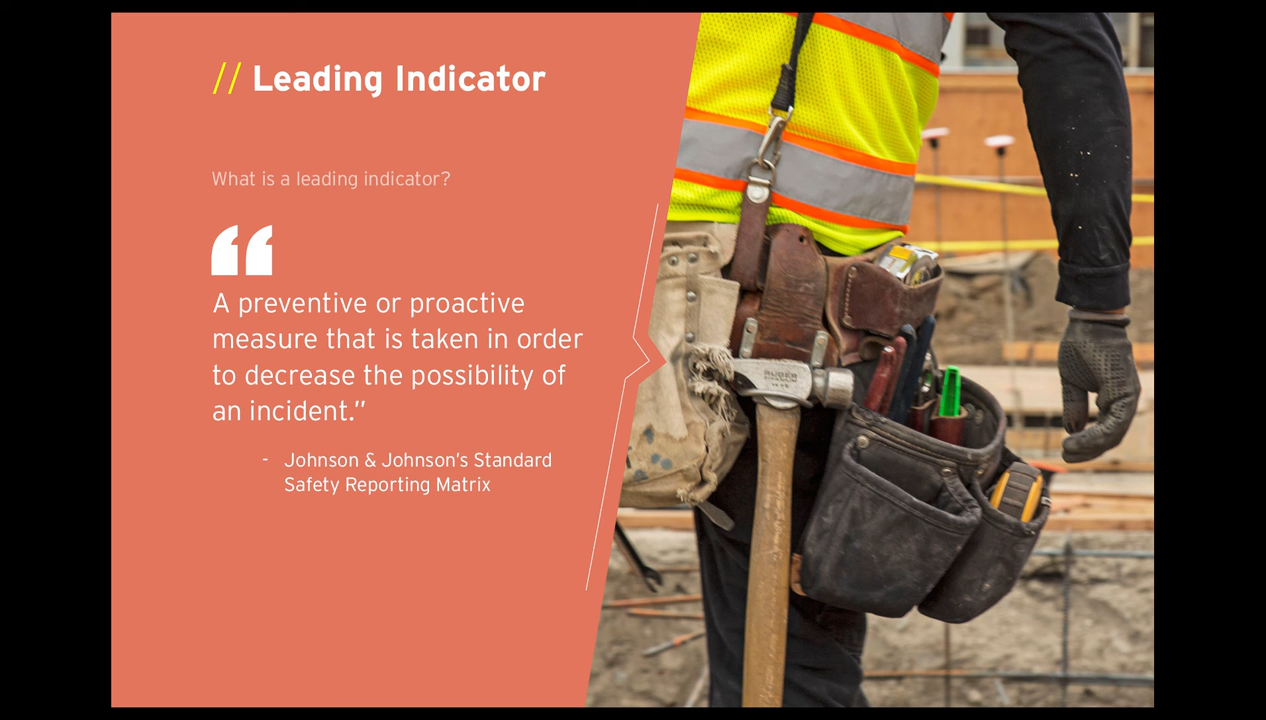 // Leading Indicator
What is a leading indicator?
“
A preventive or proactive
measure that is taken in order
to decrease the possibility of
an incident.”
- Johnson & Johnson’s Standard
Safety Reporting Matrix